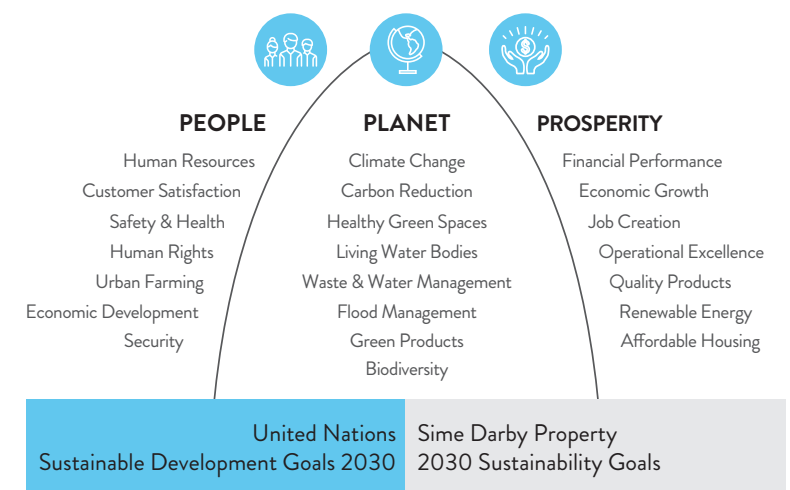 PEOPLE
Human Resources
Customer Satisfaction
Safety & Health
Human Rights
Urban Farming
Economic Development
Security
PLANET
Climate Change
Carbon Reduction
Healthy Green Spaces
Living Water Bodies
Waste & Water Management
Flood Management
Green Products
Biodiversity
PROSPERITY
Financial Performance
Economic Growth
Job Creation
Operational Excellence
Quality Products
Renewable Energy
Affordable Housing
United Nations
Sustainable Development Goals 2030
Sime Darby Property
2030 Sustainability Goals